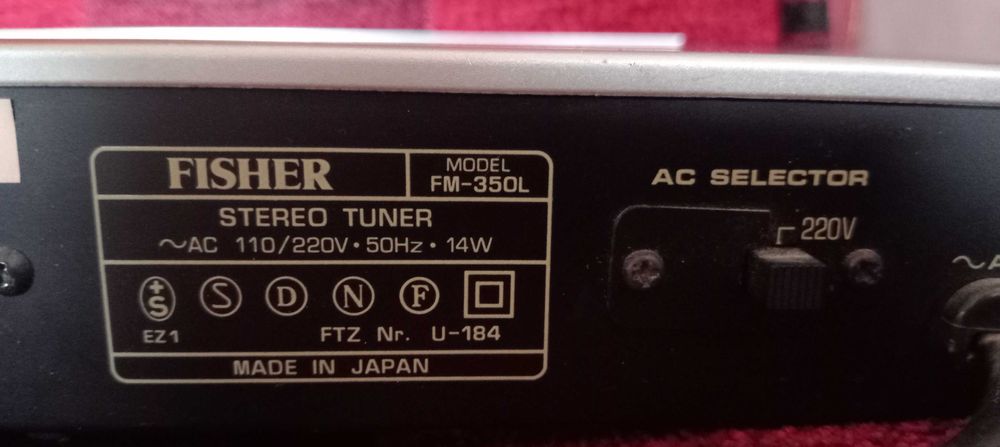 FISHER
MODEL
FM-350L
STEREO TUNER
~AC 110/220V·50Hz·14W
+S S D N F
EZ1
FTZ Nr. U-184
MADE IN JAPAN
AC SELECTOR
220V